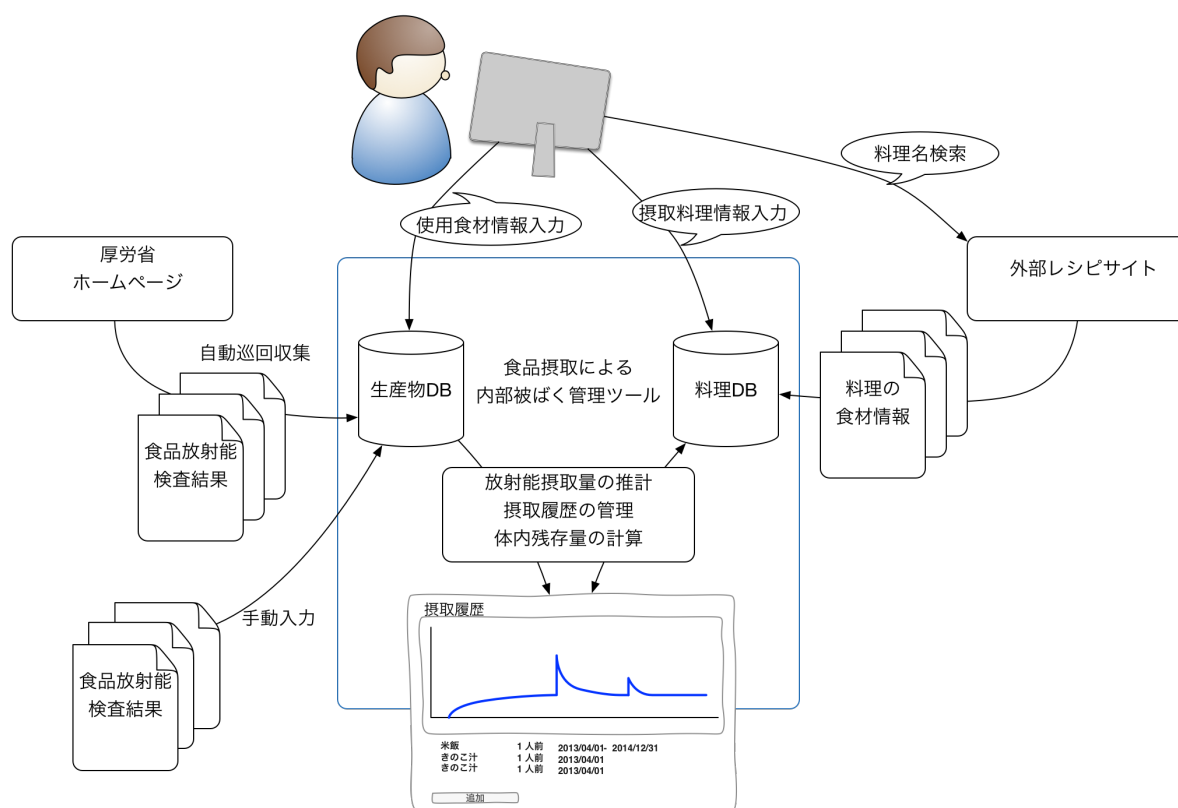 料理名検索
使用食材情報入力
摂取料理情報入力
厚労省
ホームページ
外部レシピサイト
自動巡回収集
食品放射能
検査結果
生産物DB
食品摂取による
内部被ばく管理ツール
料理DB
料理の
食材情報
放射能摂取量の推計
摂取履歴の管理
体内残存量の計算
手動入力
食品放射能
検査結果
摂取履歴
米飯 1 人前 2013/04/01- 2014/12/31
きのこ汁 1 人前 2013/04/01
きのこ汁 1 人前 2013/04/01
追加